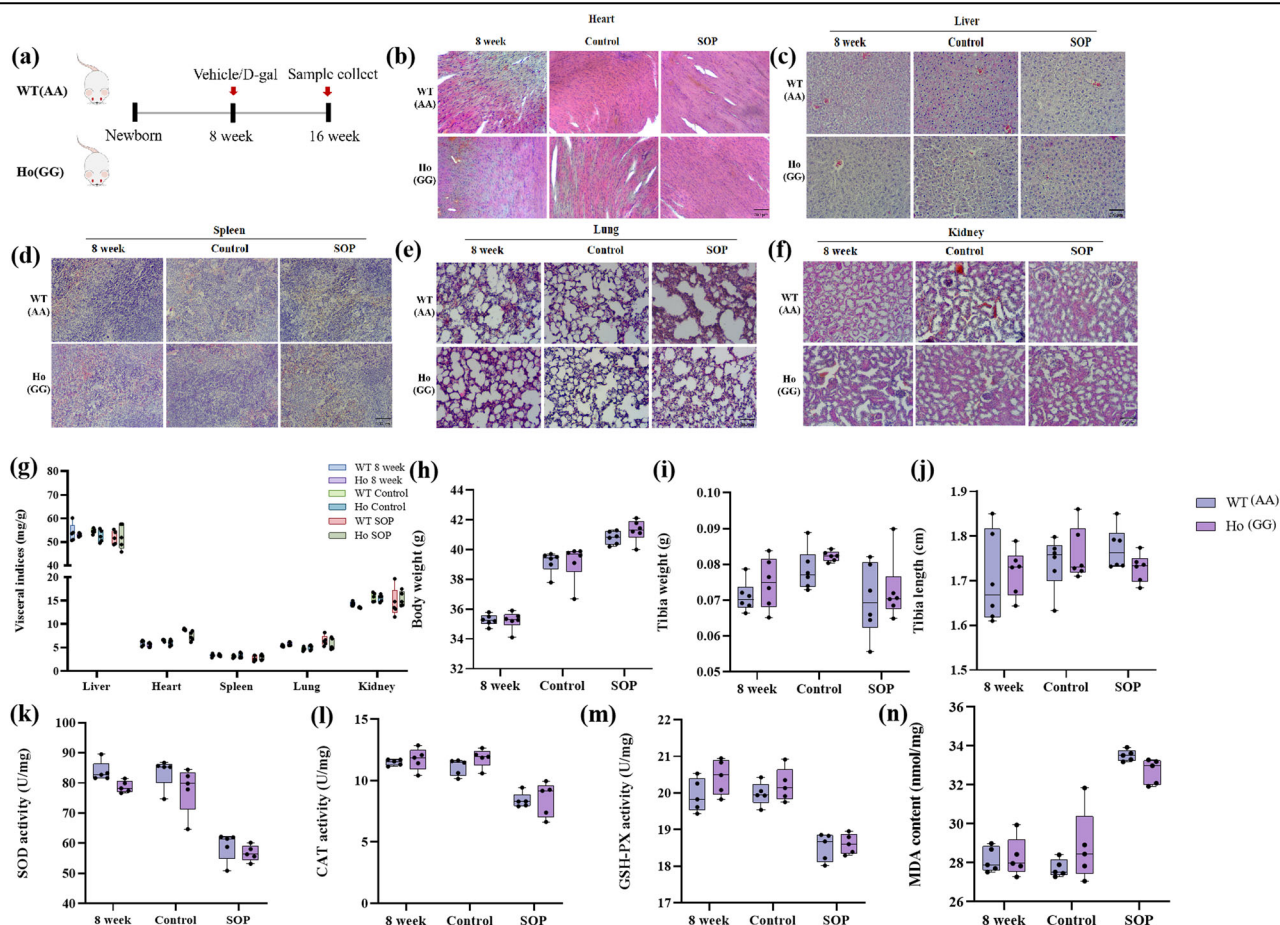 (a)
WT(AA)
Ho(GG)
Vehicle/D-gal
Sample collect
Newborn
8 week
16 week
(b)
Heart
8 week Control SOP
WT
(AA)
Ho
(GG)
(c)
Liver
8 week Control SOP
WT
(AA)
Ho
(GG)
(d)
Spleen
8 week Control SOP
WT
(AA)
Ho
(GG)
(e)
Lung
8 week Control SOP
WT
(AA)
Ho
(GG)
(f)
Kidney
8 week Control SOP
WT
(AA)
Ho
(GG)
(g)
Visceral indices (mg/g)
80
70
60
50
40
15
10
5
0
Liver Heart Spleen Lung Kidney
WT 8 week
Ho 8 week
WT Control
Ho Control
WT SOP
Ho SOP
(h)
Body weight (g)
44
42
40
38
36
34
32
8 week Control SOP
(i)
Tibia weight (g)
0.10
0.09
0.08
0.07
0.06
0.05
8 week Control SOP
(j)
Tibia length (cm)
1.9
1.8
1.7
1.6
1.5
8 week Control SOP
WT (AA)
Ho (GG)
(k)
SOD activity (U/mg)
100
90
80
70
60
50
40
8 week Control SOP
(l)
CAT activity (U/mg)
15
10
5
0
8 week Control SOP
(m)
GSH-PX activity (U/mg)
22
21
20
19
18
17
8 week Control SOP
(n)
MDA content (nmol/mg)
36
34
32
30
28
26
8 week Control SOP